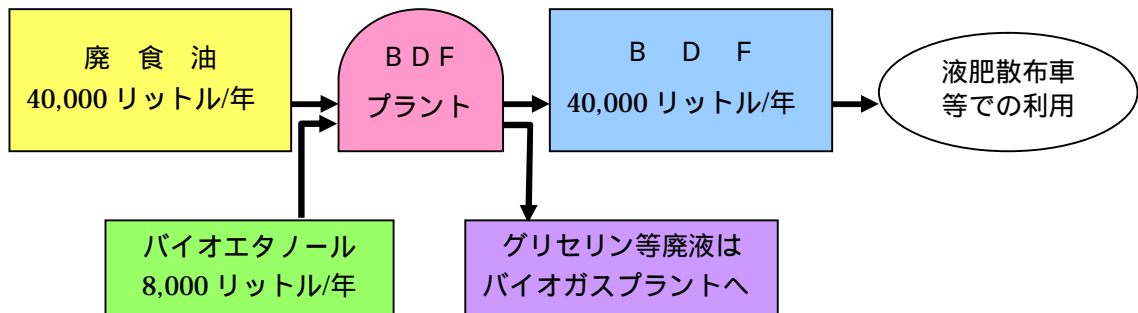 廃 食 油
40,000 リットル/年
ＢＤＦ
プラント
Ｂ Ｄ Ｆ
40,000 リットル/年
液肥散布車
等での利用
バイオエタノール
8,000 リットル/年
グリセリン等廃液は
バイオガスプラントへ